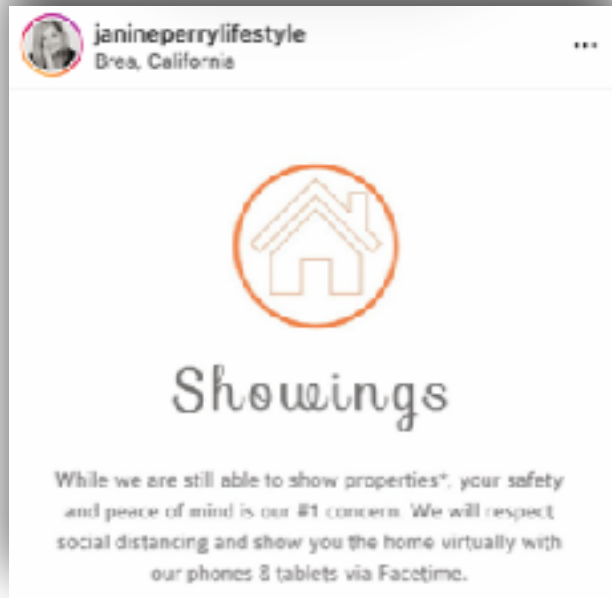 janineperrylifestyle
Brea, California
Showings
While we are still able to show properties*, your safety
and peace of mind is our #1 concern. We will respect
social distancing and show you the home virtually with
our phones & tablets via Facetime.